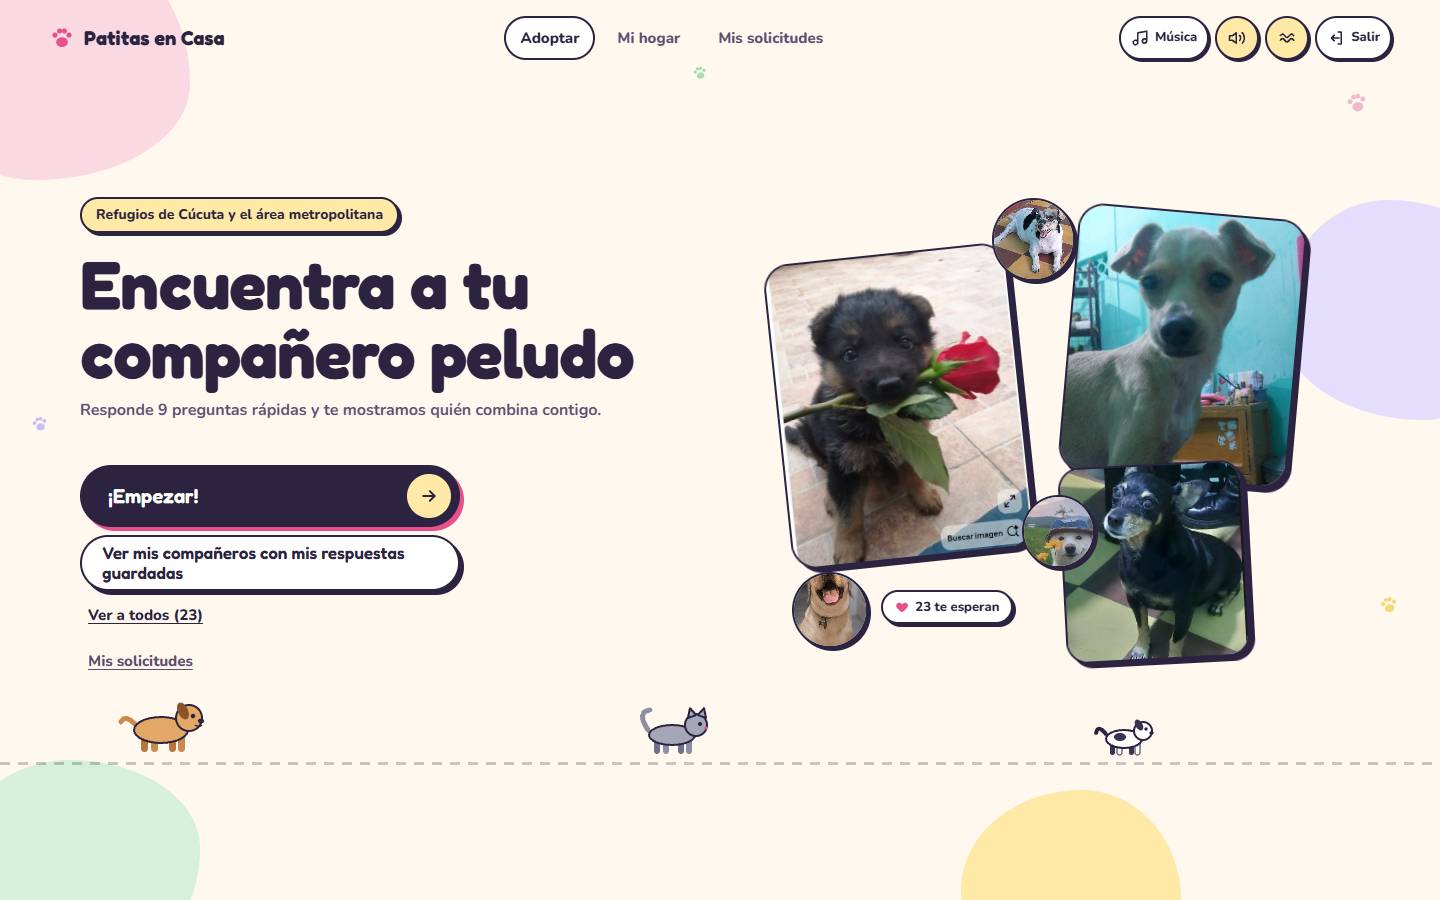 Patitas en Casa
Adoptar
Mi hogar
Mis solicitudes
Música
Salir
Refugios de Cúcuta y el área metropolitana
Encuentra a tu
compañero peludo
Responde 9 preguntas rápidas y te mostramos quién combina contigo.
¡Empezar!
Ver mis compañeros con mis respuestas
guardadas
Ver a todos (23)
Mis solicitudes
Buscar imagen
23 te esperan